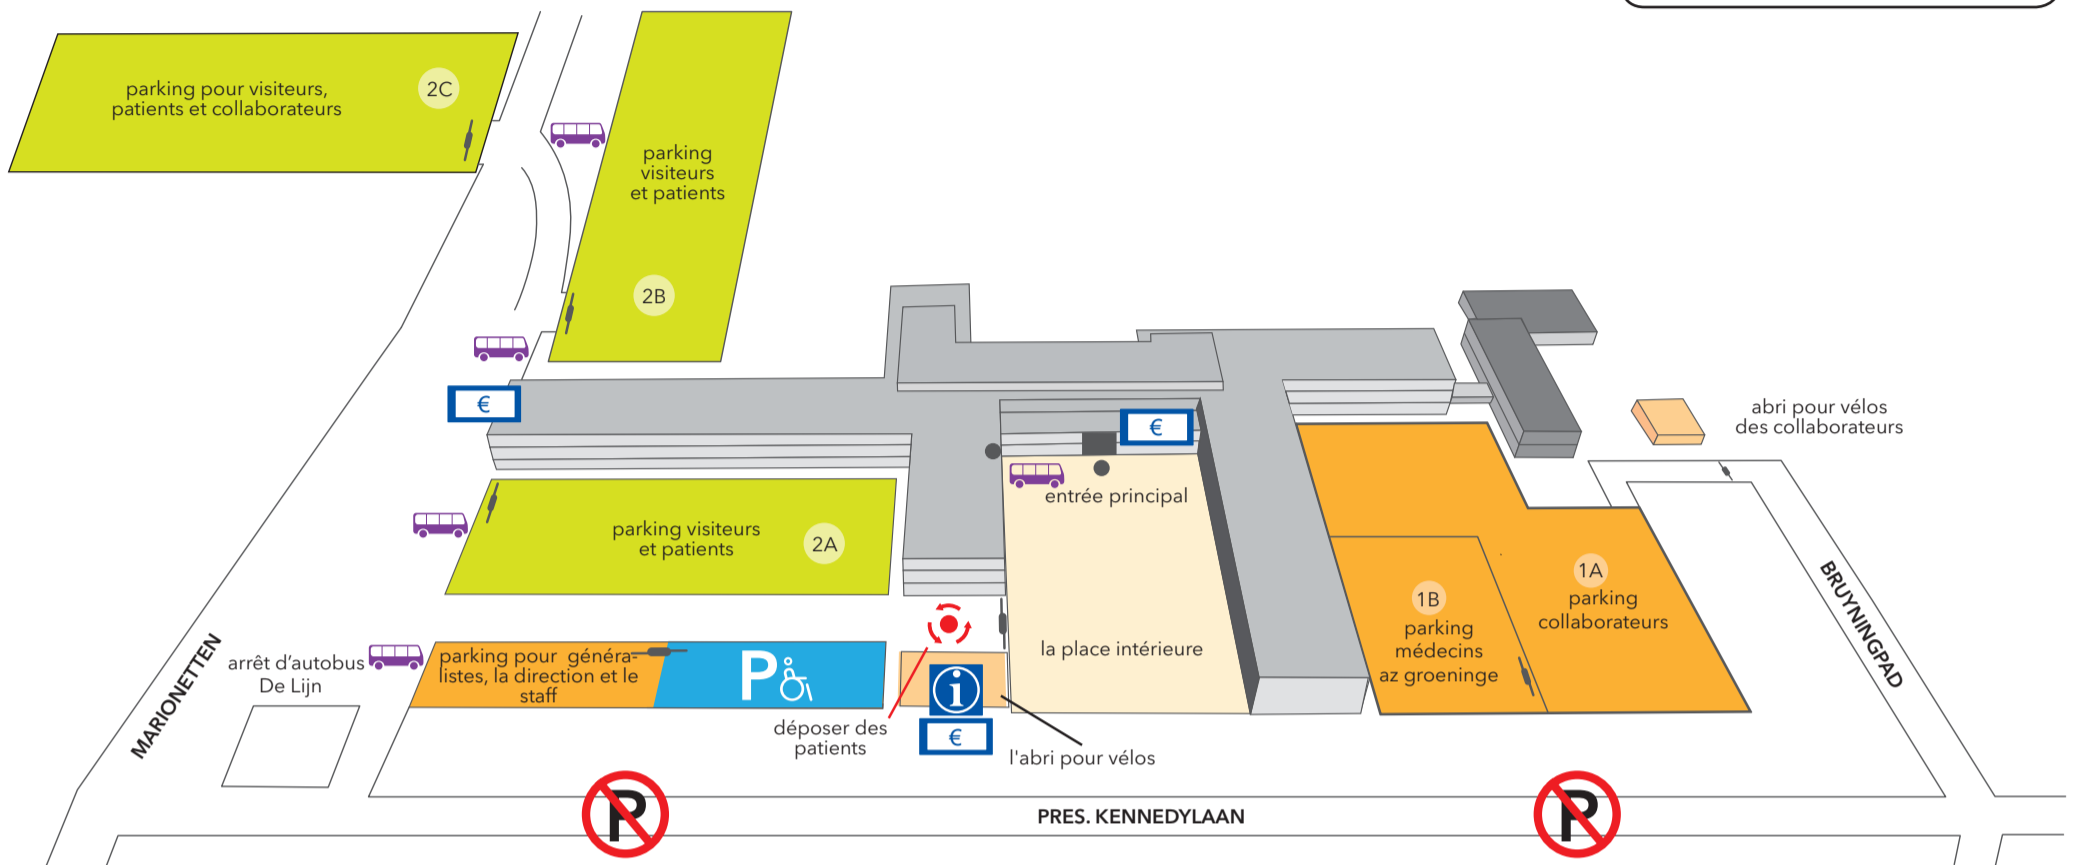 parking pour visiteurs,
patients et collaborateurs
2C
parking
visiteurs
et patients
2B
€
€
entrée principal
abri pour vélos
des collaborateurs
parking visiteurs
et patients
2A
1A
parking
collaborateurs
1B
parking
médecins
az groeninge
BRUYNINGPAD
MARIONETTEN
arrêt d'autobus
De Lijn
parking pour généra-
listes, la direction et le
staff
P
la place intérieure
i
€
déposer des
patients
l'abri pour vélos
P
PRES. KENNEDYLAAN
P